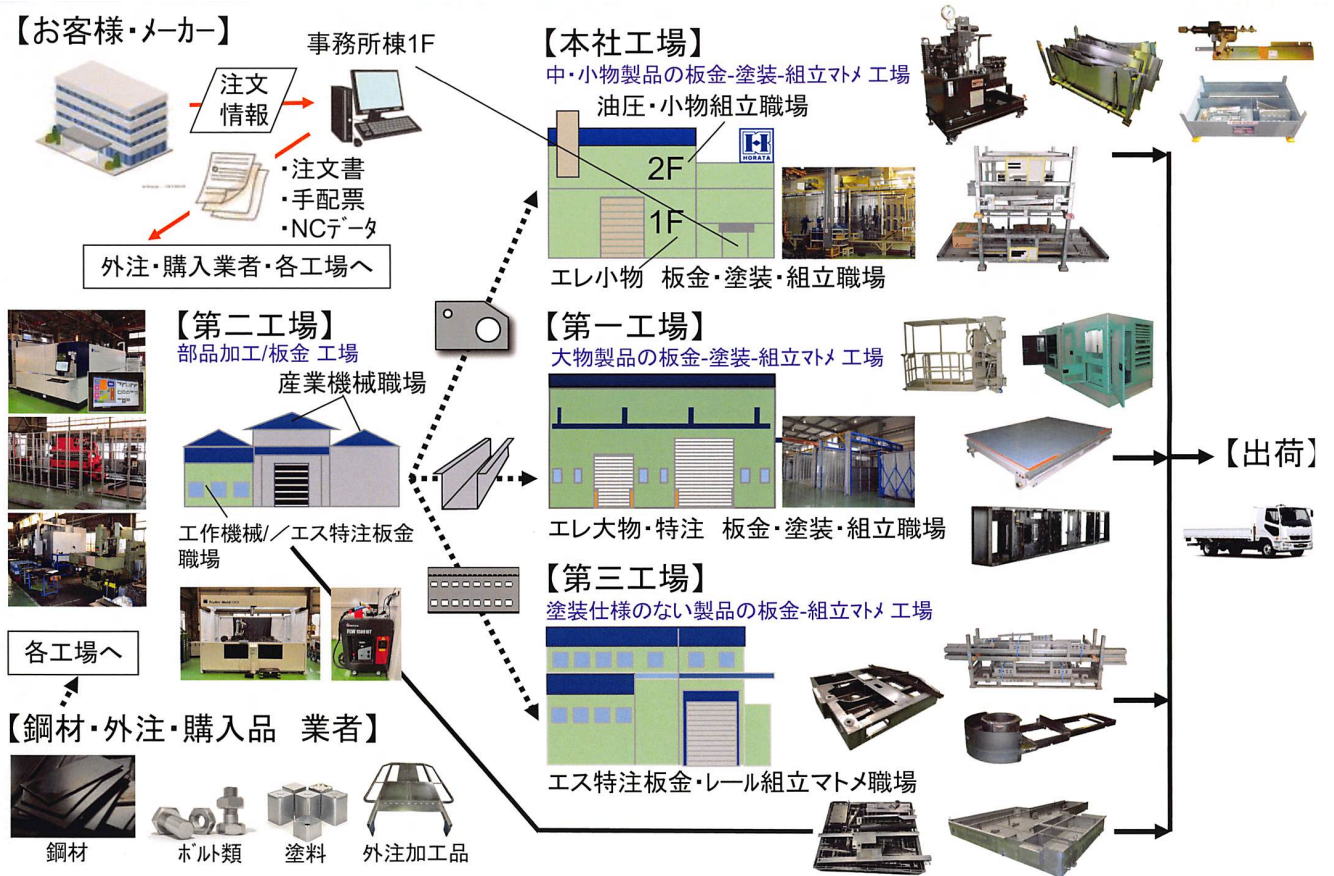 【お客様・メーカー】
注文
情報
事務所棟1F
・注文書
・手配票
・NCデータ
外注・購入業者・各工場へ
【本社工場】
中・小物製品の板金-塗装-組立マトメ 工場
油圧・小物組立職場
HORATA
2F
1F
エレ小物 板金・塗装・組立職場
【第二工場】
部品加工/板金 工場
産業機械職場
工作機械/／エス特注板金
職場
【第一工場】
大物製品の板金-塗装-組立マトメ 工場
エレ大物・特注 板金・塗装・組立職場
【出荷】
【第三工場】
塗装仕様のない製品の板金-組立マトメ 工場
エス特注板金・レール組立マトメ職場
各工場へ
【鋼材・外注・購入品 業者】
鋼材
ボルト類
塗料
外注加工品